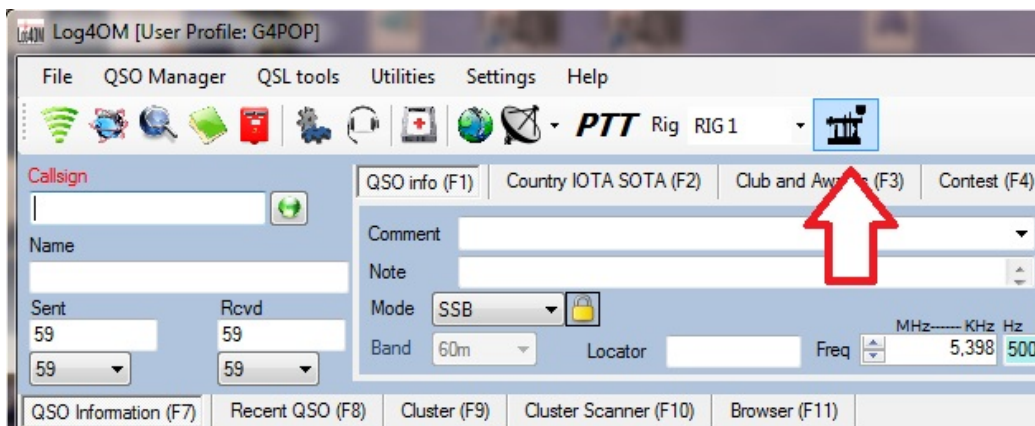 Log4OM [User Profile: G4POP]
File QSO Manager QSL tools Utilities Settings Help
PTT Rig RIG 1
Callsign
QSO info (F1) Country IOTA SOTA (F2) Club and (F3) Contest (F4)
Comment
Name
Note
Sent Rcvd
Mode SSB
59 59
MHz------ KHz Hz
Band 60m Locator Freq 5,398 500
59 59
QSO Information (F7) Recent QSO (F8) Cluster (F9) Cluster Scanner (F10) Browser (F11)